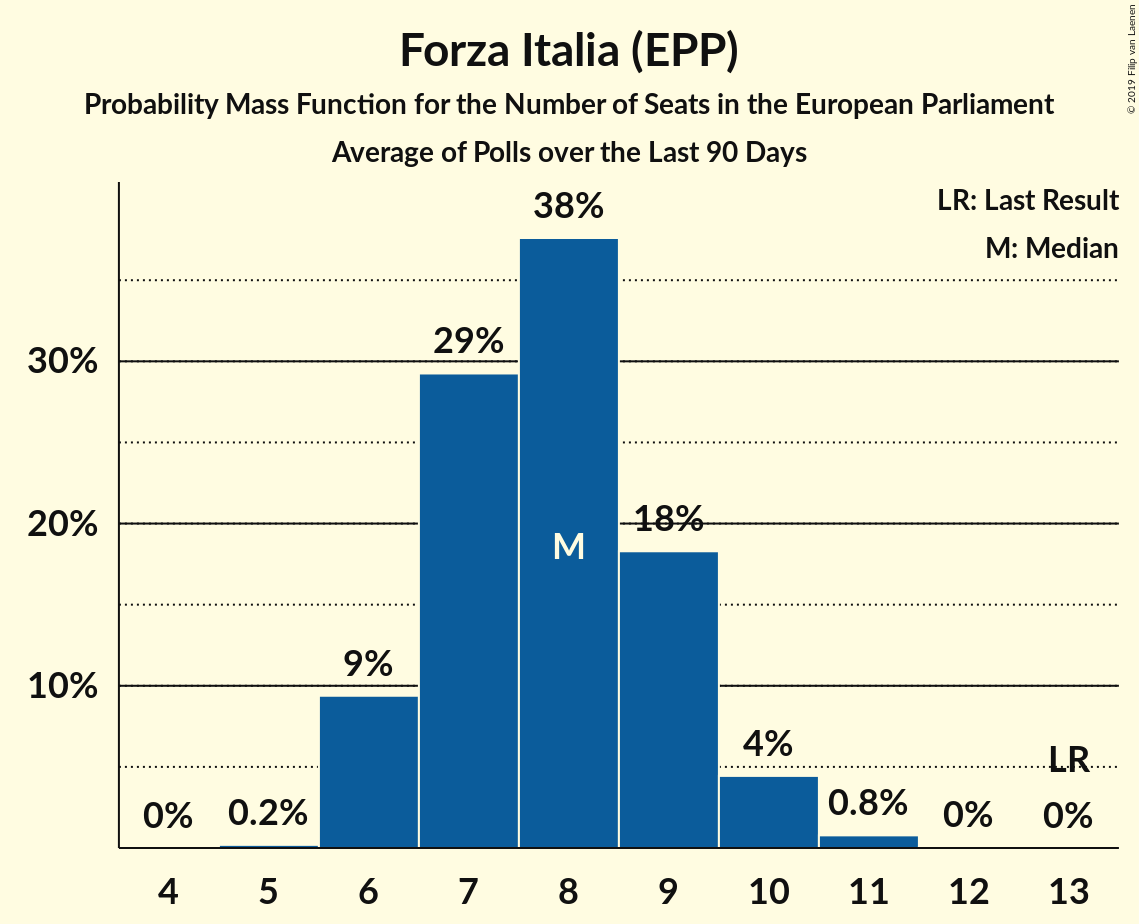 Forza Italia (EPP)
Probability Mass Function for the Number of Seats in the European Parliament
Average of Polls over the Last 90 Days
© 2019 Filip van Laenen
LR: Last Result
M: Median
38%
29%
30%
18%
20%
M
9%
10%
4%
LR
0%
0.2%
0.8%
0%
0%
4 5 6 7 8 9 10 11 12 13